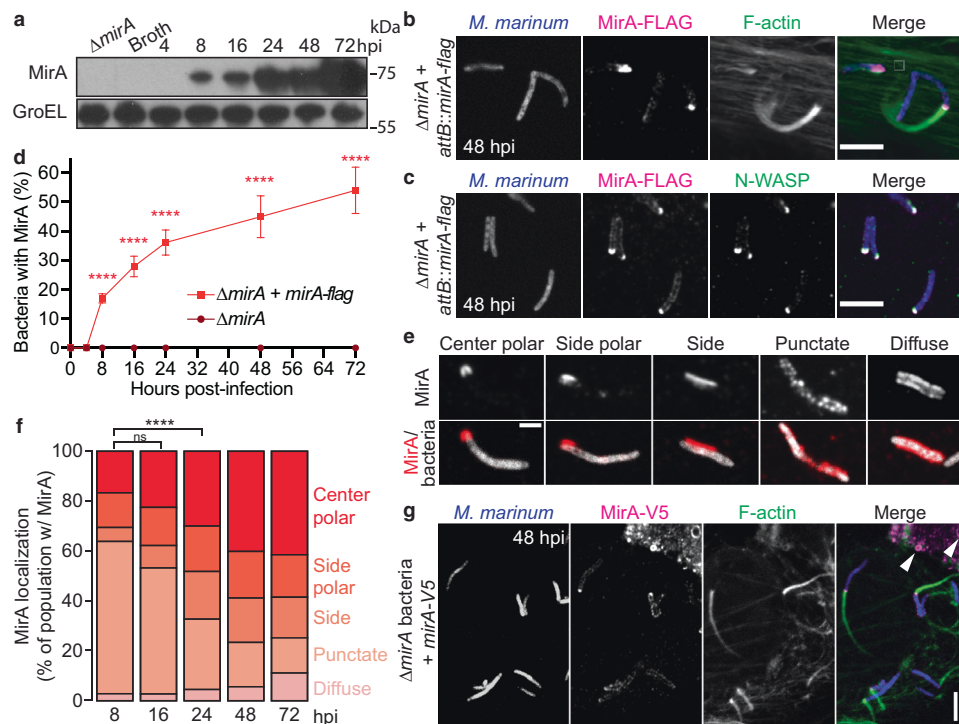 a
ΔmirA Broth 4 8 16 24 48 72 hpi kDa
MirA
-75
GroEL
-55
b
M. marinum MirA-FLAG F-actin Merge
ΔmirA +
attB::mirA-flag
48 hpi
c
M. marinum MirA-FLAG N-WASP Merge
ΔmirA +
attB::mirA-flag
48 hpi
d
Bacteria with MirA (%)
60
50
40
30
20
10
0
**** **** **** **** ****
ΔmirA + mirA-flag
ΔmirA
0 8 16 24 32 40 48 56 64 72
Hours post-infection
e
Center polar Side polar Side Punctate Diffuse
MirA
MirA/
bacteria
f
MirA localization
(% of population w/ MirA)
100
80
60
40
20
0
****
ns
Center
polar
Side
polar
Side
Punctate
Diffuse
8 16 24 48 72 hpi
g
M. marinum MirA-V5 F-actin Merge
ΔmirA bacteria
+ mirA-V5
48 hpi